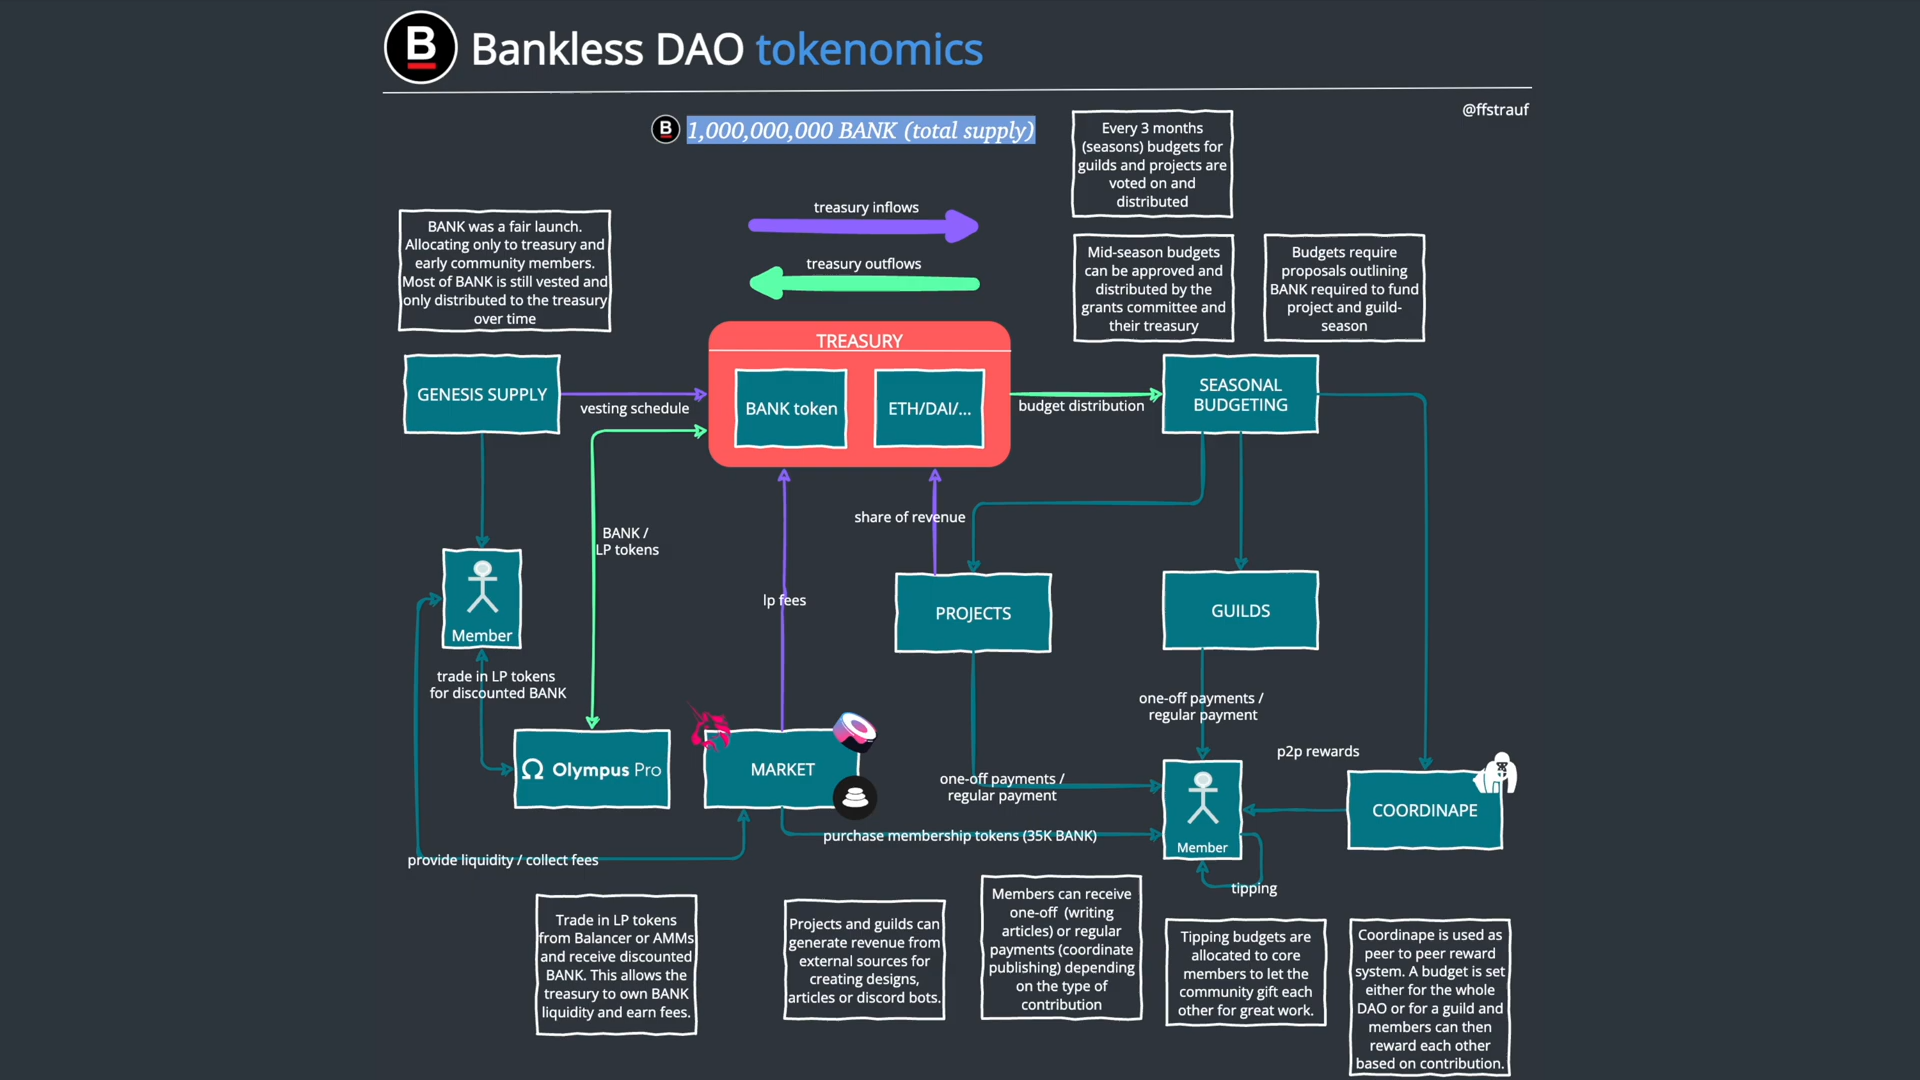 B Bankless DAO tokenomics
@ffstrauf
B 1,000,000,000 BANK (total supply)
Every 3 months
(seasons) budgets for
guilds and projects are
voted on and
distributed
treasury inflows
treasury outflows
BANK was a fair launch.
Allocating only to treasury and
early community members.
Most of BANK is still vested and
only distributed to the treasury
over time
Mid-season budgets
can be approved and
distributed by the
grants committee and
their treasury
Budgets require
proposals outlining
BANK required to fund
project and guild-
season
TREASURY
GENESIS SUPPLY
vesting schedule
BANK token
ETH/DAI/...
budget distribution
SEASONAL
BUDGETING
BANK /
LP tokens
share of revenue
lp fees
Member
PROJECTS
GUILDS
trade in LP tokens
for discounted BANK
one-off payments /
regular payment
p2p rewards
Olympus Pro
MARKET
one-off payments /
regular payment
COORDINAPE
purchase membership tokens (35K BANK)
Member
provide liquidity / collect fees
tipping
Trade in LP tokens
from Balancer or AMMs
and receive discounted
BANK. This allows the
treasury to own BANK
liquidity and earn fees.
Projects and guilds can
generate revenue from
external sources for
creating designs,
articles or discord bots.
Members can receive
one-off (writing
articles) or regular
payments (coordinate
publishing) depending
on the type of
contribution
Tipping budgets are
allocated to core
members to let the
community gift each
other for great work.
Coordinape is used as
peer to peer reward
system. A budget is set
either for the whole
DAO or for a guild and
members can then
reward each other
based on contribution.